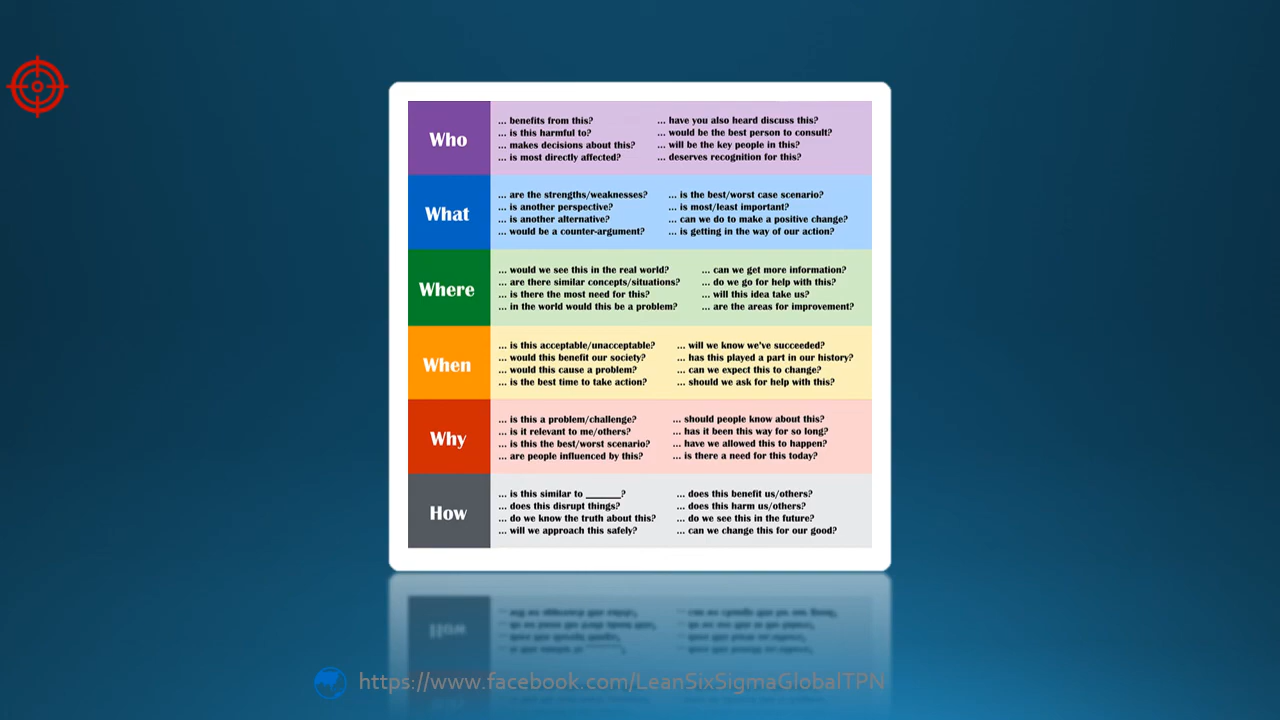 Who
... benefits from this?
... is this harmful to?
... makes decisions about this?
... is most directly affected?
... have you also heard discuss this?
... would be the best person to consult?
... will be the key people in this?
... deserves recognition for this?
What
... are the strengths/weaknesses?
... is another perspective?
... is another alternative?
... would be a counter-argument?
... is the best/worst case scenario?
... is most/least important?
... can we do to make a positive change?
... is getting in the way of our action?
Where
... would we see this in the real world?
... are there similar concepts/situations?
... is there the most need for this?
... in the world would this be a problem?
... can we get more information?
... do we go for help with this?
... will this idea take us?
... are the areas for improvement?
When
... is this acceptable/unacceptable?
... would this benefit our society?
... would this cause a problem?
... is the best time to take action?
... will we know we've succeeded?
... has this played a part in our history?
... can we expect this to change?
... should we ask for help with this?
Why
... is this a problem/challenge?
... is it relevant to me/others?
... is this the best/worst scenario?
... are people influenced by this?
... should people know about this?
... has it been this way for so long?
... have we allowed this to happen?
... is there a need for this today?
How
... is this similar to _______?
... does this disrupt things?
... do we know the truth about this?
... will we approach this safely?
... does this benefit us/others?
... does this harm us/others?
... do we see this in the future?
... can we change this for our good?
https://www.facebook.com/LeanSixSigmaGlobalTPN